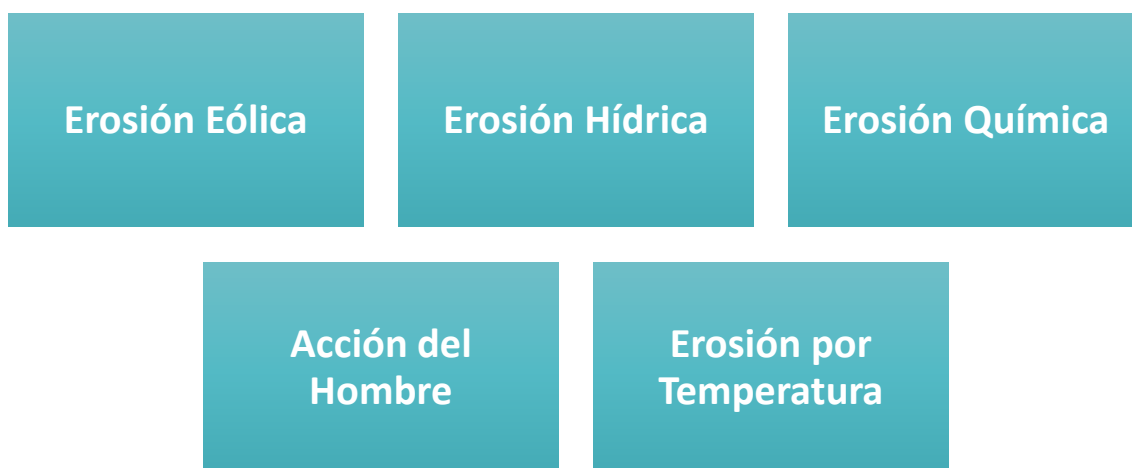 Erosión Eólica
Erosión Hídrica
Erosión Química
Acción del
Hombre
Erosión por
Temperatura